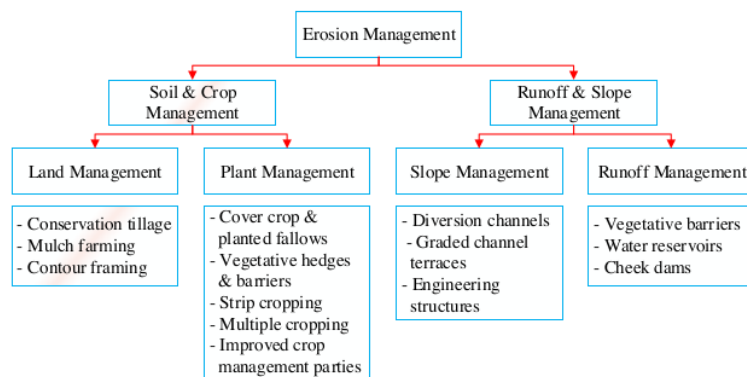 Erosion Management
Soil & Crop
Management
Runoff & Slope
Management
Land Management
Plant Management
Slope Management
Runoff Management
- Conservation tillage
- Mulch farming
- Contour framing
- Cover crop &
planted fallows
- Vegetative hedges
& barriers
- Strip cropping
- Multiple cropping
- Improved crop
management parties
- Diversion channels
- Graded channel
terraces
- Engineering
structures
- Vegetative barriers
- Water reservoirs
- Cheek dams